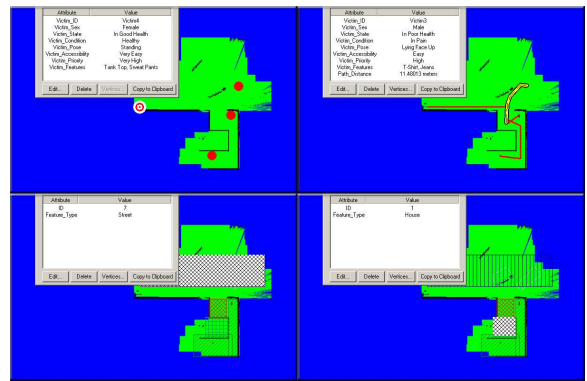 Attribute Value
Victim_ID Victim4
Victim_Sex Female
Victim_State In Good Health
Victim_Condition Healthy
Victim_Pose Standing
Victim_Accessibility Very Easy
Victim_Priority Very High
Victim_Features Tank Top, Sweat Pants
Edit... Delete Vertices... Copy to Clipboard
Attribute Value
Victim_ID Victim3
Victim_Sex Male
Victim_State In Poor Health
Victim_Condition In Pain
Victim_Pose Lying Face Up
Victim_Accessibility Easy
Victim_Priority High
Victim_Features T-Shirt, Jeans
Path_Distance 11.48013 meters
Edit... Delete Vertices... Copy to Clipboard
Attribute Value
ID 7
Feature_Type Street
Edit... Delete Vertices... Copy to Clipboard
Attribute Value
ID 1
Feature_Type House
Edit... Delete Vertices... Copy to Clipboard